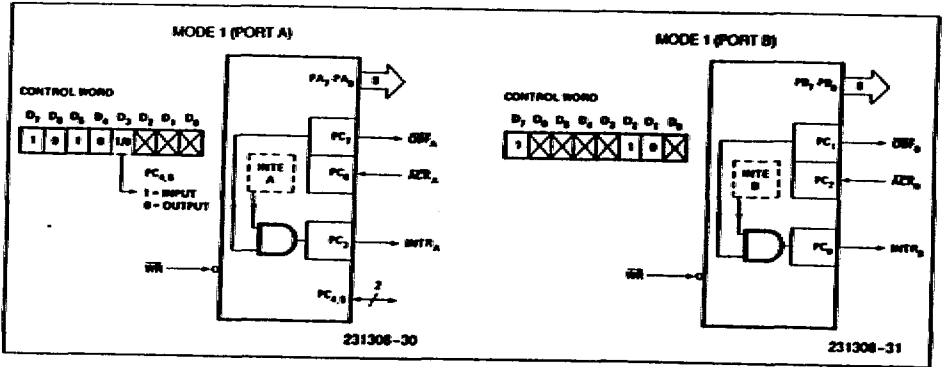 MODE 1 (PORT A)
CONTROL WORD
D7 D6 D5 D4 D3 D2 D1 D0
1 0 1 0 1/0
PC4,5
1 = INPUT
0 = OUTPUT
WR
INTE
A
PA7-PA0
8
PC7
OBFA
PC6
ACKA
PC3
INTRA
PC4,5
2
231308-30
MODE 1 (PORT B)
CONTROL WORD
D7 D6 D5 D4 D3 D2 D1 D0
1 1 0
WR
INTE
B
PB7-PB0
8
PC1
OBFB
PC2
ACKB
PC0
INTRB
231308-31